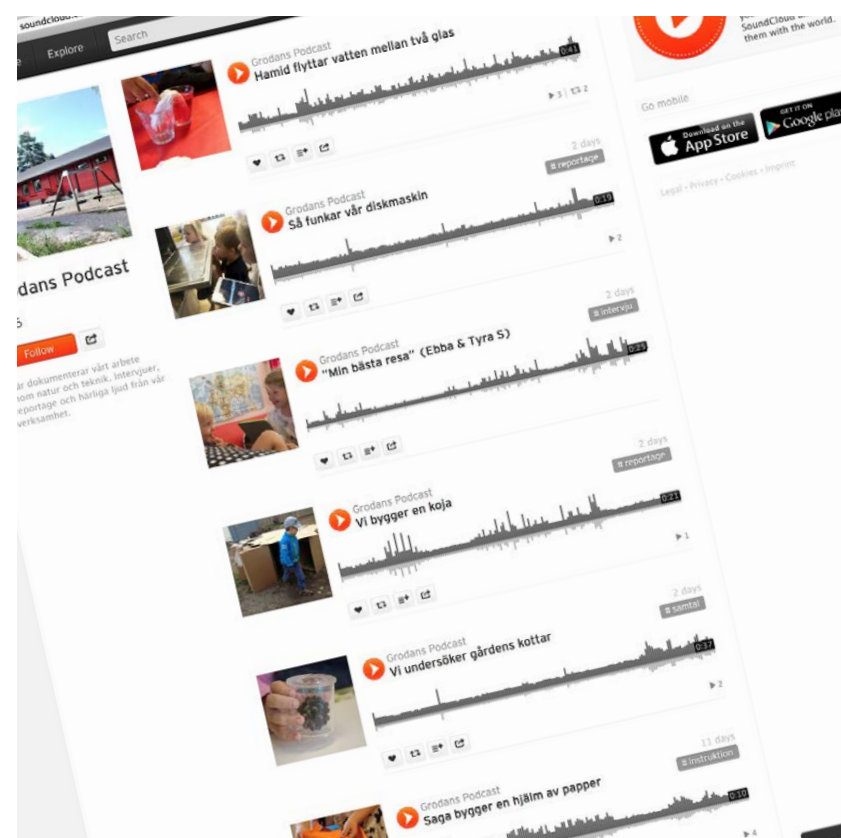 soundcloud.c
Explore
Search
SoundCloud
them with the world.
Go mobile
Download on the
App Store
GET IT ON
Google play
Legal • Privacy • Cookies • Imprint
Grodans Podcast
Hamid flyttar vatten mellan två glas
0:41
3 | 2
2 days
# reportage
Grodans Podcast
Så funkar vår diskmaskin
0:19
2
2 days
# intervju
dans Podcast
Follow
är dokumenterar vårt arbete
nom natur och teknik. Intervjuer,
eportage och härliga ljud från vår
verksamhet.
Grodans Podcast
"Min bästa resa" (Ebba & Tyra S)
0:29
2 days
# reportage
Grodans Podcast
Vi bygger en koja
0:21
1
2 days
# samtal
Grodans Podcast
Vi undersöker gårdens kottar
0:37
2
11 days
# instruktion
Grodans Podcast
Saga bygger en hjälm av papper
0:10
4